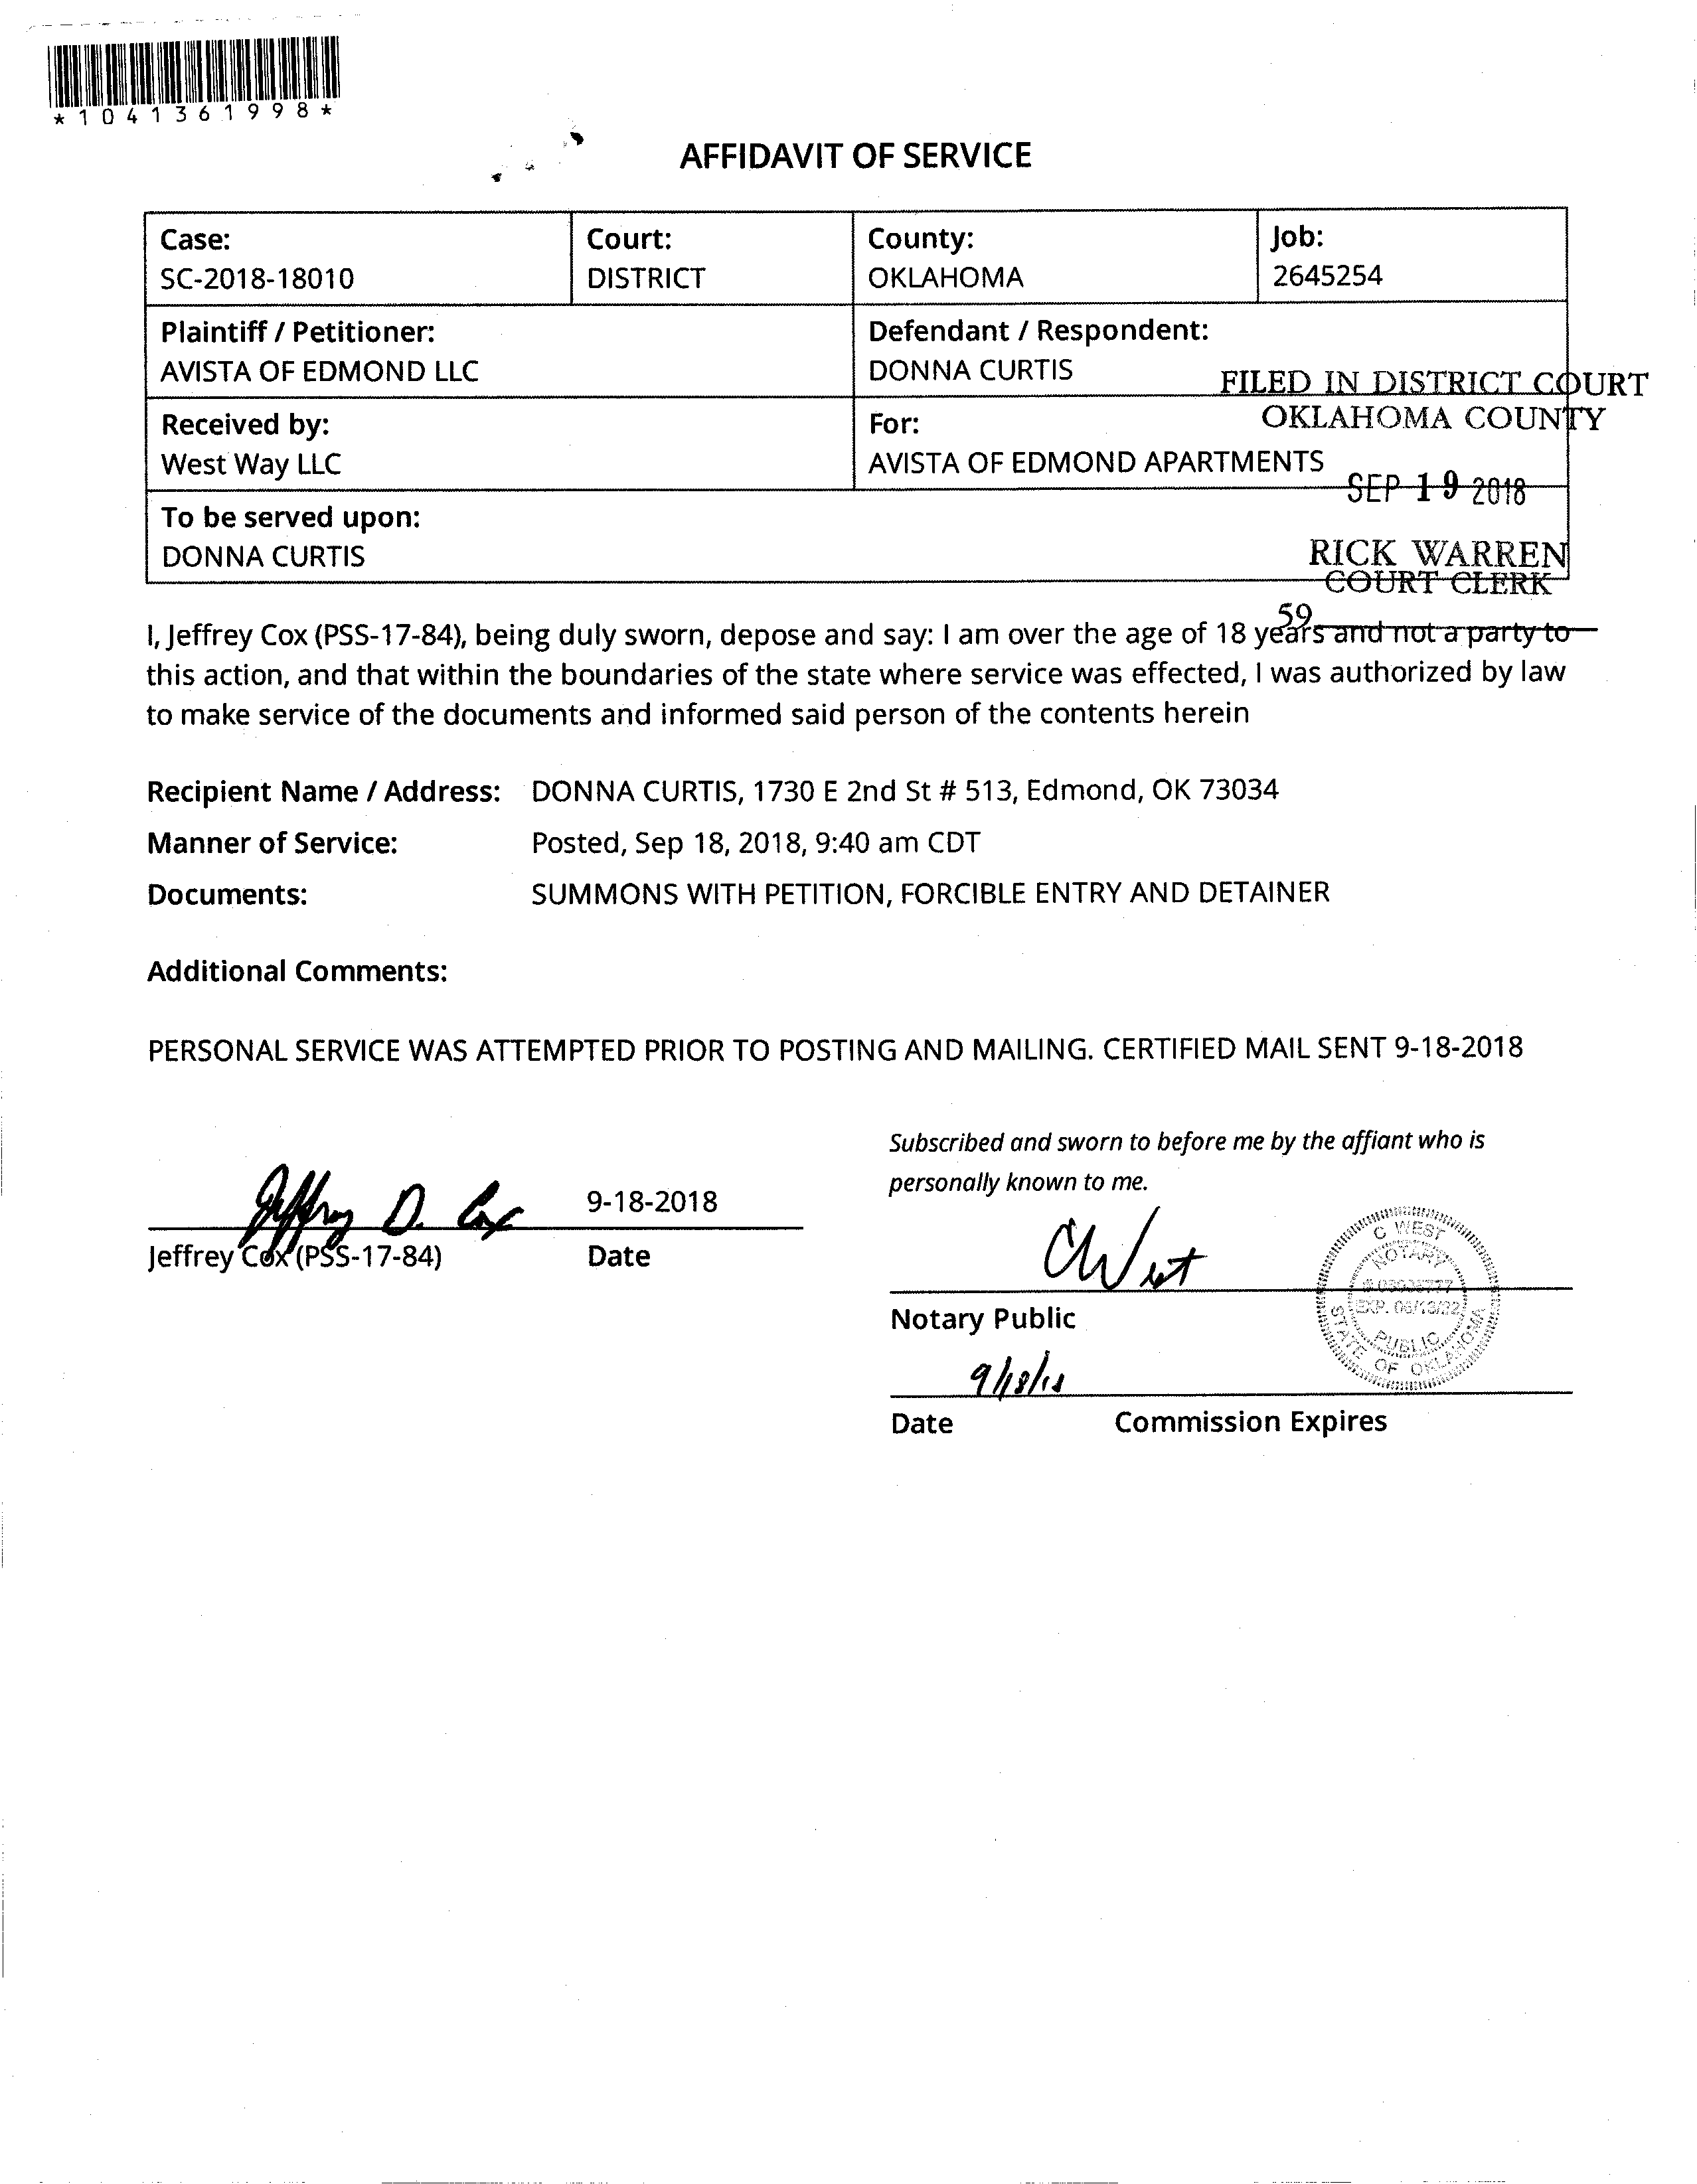 *1041361998*
AFFIDAVIT OF SERVICE
Case:
SC-2018-18010
Court:
DISTRICT
County:
OKLAHOMA
Job:
2645254
Plaintiff / Petitioner:
AVISTA OF EDMOND LLC
Defendant / Respondent:
DONNA CURTIS
FILED IN DISTRICT COURT
OKLAHOMA COUNTY
Received by:
West Way LLC
For:
AVISTA OF EDMOND APARTMENTS
SEP 19 2018
To be served upon:
DONNA CURTIS
RICK WARREN
COURT CLERK
59
I, Jeffrey Cox (PSS-17-84), being duly sworn, depose and say: I am over the age of 18 years and not a party to
this action, and that within the boundaries of the state where service was effected, I was authorized by law
to make service of the documents and informed said person of the contents herein
Recipient Name / Address: DONNA CURTIS, 1730 E 2nd St # 513, Edmond, OK 73034
Manner of Service: Posted, Sep 18, 2018, 9:40 am CDT
Documents: SUMMONS WITH PETITION, FORCIBLE ENTRY AND DETAINER
Additional Comments:
PERSONAL SERVICE WAS ATTEMPTED PRIOR TO POSTING AND MAILING. CERTIFIED MAIL SENT 9-18-2018
Subscribed and sworn to before me by the affiant who is
personally known to me.
Jeffrey D. Cox 9-18-2018
Jeffrey Cox (PSS-17-84) Date
CWest
C WEST
NOTARY
PUBLIC
STATE OF OKLAHOMA
Notary Public
9/18/18
Date Commission Expires